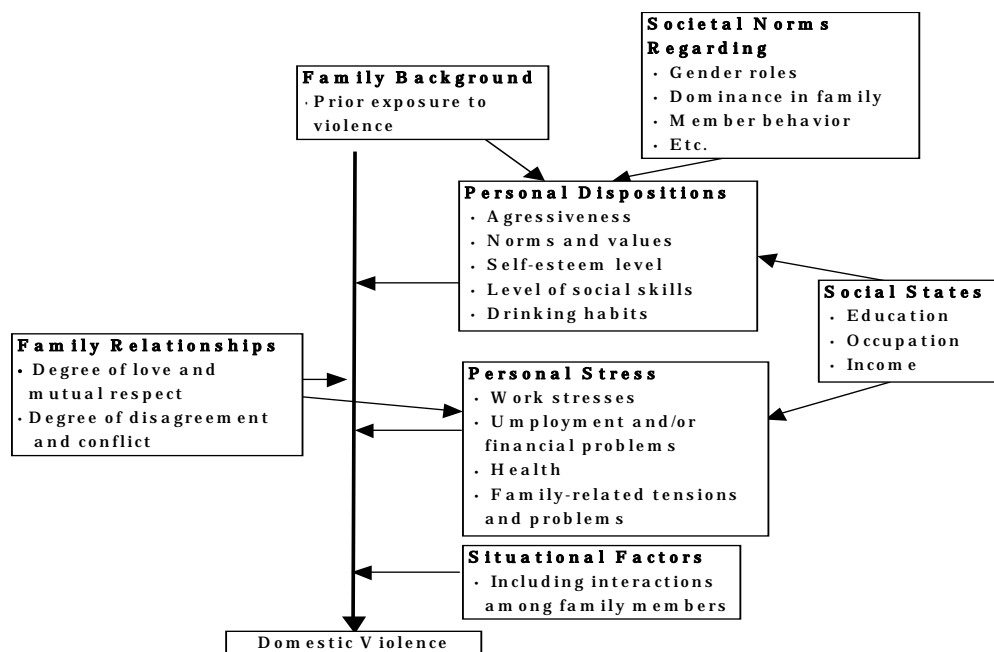 Societal Norms
Regarding
· Gender roles
· Dominance in family
· Member behavior
· Etc.
Family Background
· Prior exposure to
violence
Personal Dispositions
· Agressiveness
· Norms and values
· Self-esteem level
· Level of social skills
· Drinking habits
Social States
· Education
· Occupation
· Income
Family Relationships
• Degree of love and
mutual respect
· Degree of disagreement
and conflict
Personal Stress
· Work stresses
· Umployment and/or
financial problems
· Health
· Family-related tensions
and problems
Situational Factors
· Including interactions
among family members
Domestic Violence